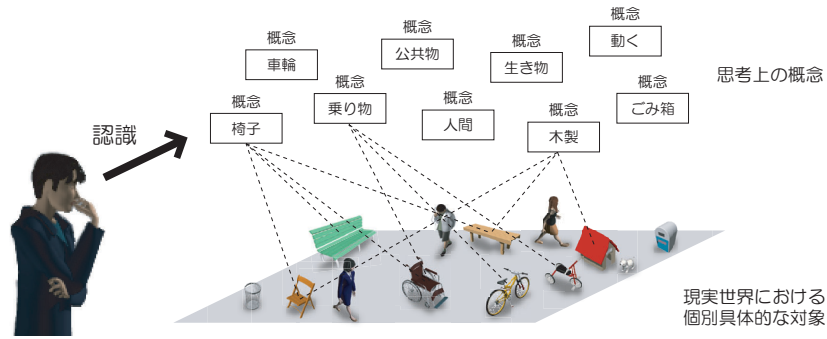 概念
動く
概念
公共物
概念
生き物
概念
車輪
思考上の概念
概念
乗り物
概念
ごみ箱
概念
椅子
概念
人間
概念
木製
認識
現実世界における
個別具体的な対象